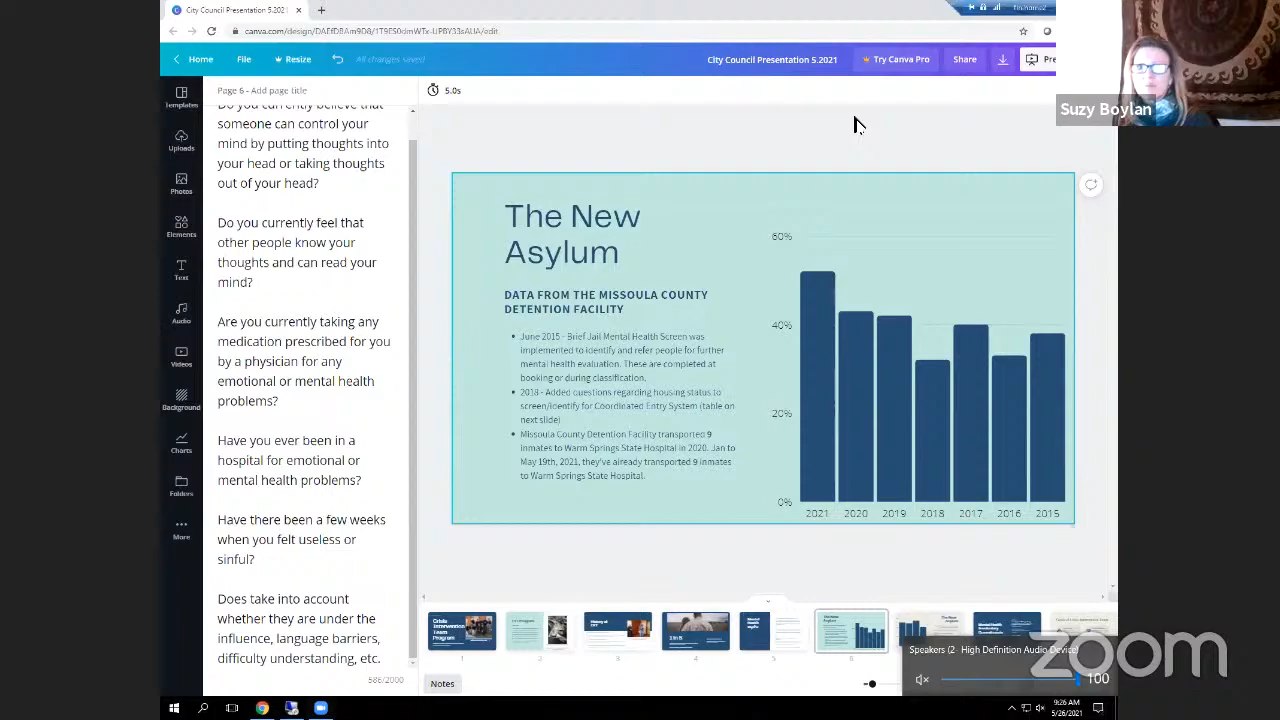 City Council Presentation 5.202
canva.com/design/
Home
File
Resize
All changes saved
City Council Presentation 5.2021
Try Canva Pro
Share
Suzy Boylan
Page 6 - Add page title
5.0s
Templates
Uploads
Photos
Elements
Text
Audio
Videos
Background
Charts
Folders
More
Do you currently believe that
someone can control your
mind by putting thoughts into
your head or taking thoughts
out of your head?
Do you currently feel that
other people know your
thoughts and can read your
mind?
Are you currently taking any
medication prescribed for you
by a physician for any
emotional or mental health
problems?
Have you ever been in a
hospital for emotional or
mental health problems?
Have there been a few weeks
when you felt useless or
sinful?
Does take into account
whether they are under the
influence, language barriers,
difficulty understanding, etc.
586/2000
The New
Asylum
DATA FROM THE MISSOULA COUNTY
DETENTION FACILITY
June 2015 - Brief Jail Mental Health Screen was
implemented to identify and refer people for further
mental health evaluation. These are completed at
booking or during classification.
2018 - Added questions regarding housing status to
screen/identify for Coordinated Entry System (table on
next slide)
Missoula County Detention Facility transported 9
inmates to Warm Springs State Hospital in 2020. Jan to
May 19th, 2021, they've already transported 9 inmates
to Warm Springs State Hospital.
60%
40%
20%
0%
2021 2020 2019 2018 2017 2016 2015
Crisis
Intervention
Team
Program
1 2 3 4 5 6
Notes
Speakers (2- High Definition Audio Device)
100
zoom
9:26 AM
5/26/2021